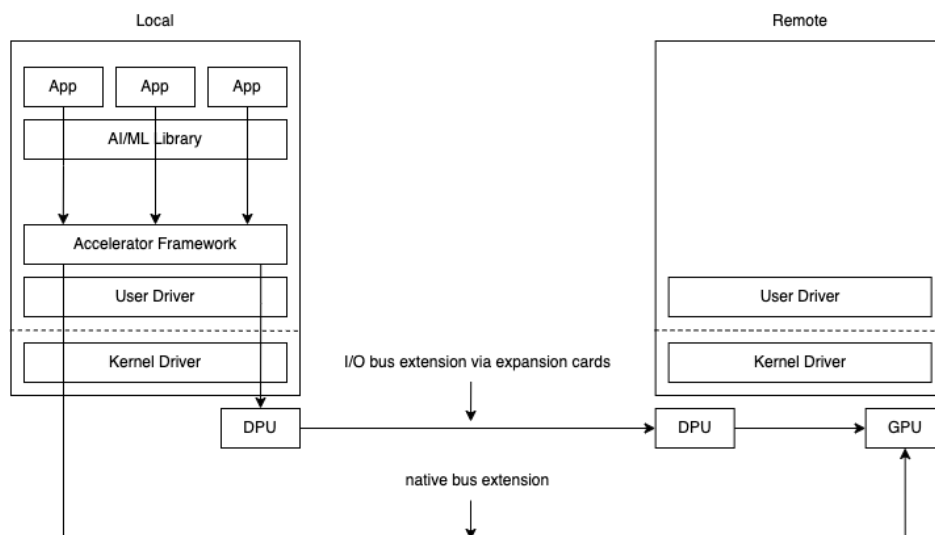 Local
Remote
App
App
App
AI/ML Library
Accelerator Framework
User Driver
User Driver
Kernel Driver
Kernel Driver
I/O bus extension via expansion cards
DPU
DPU
GPU
native bus extension